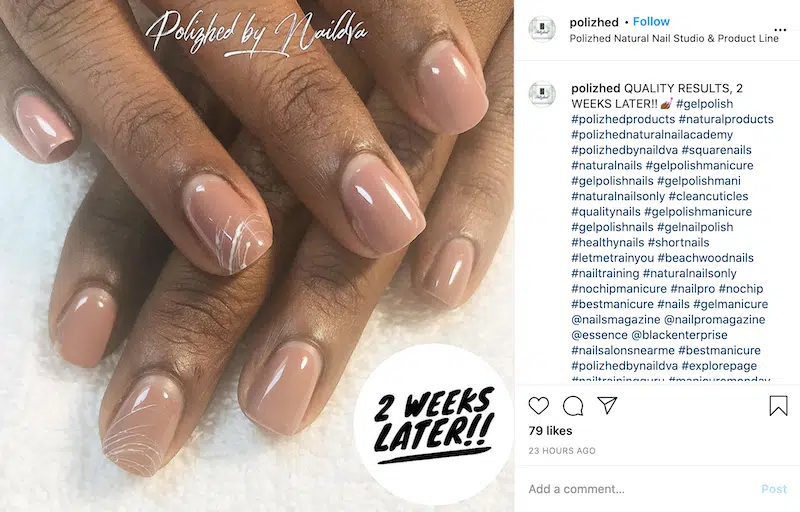 Polizhed by Naildva
2 WEEKS
LATER!!
polizhed • Follow
Polizhed Natural Nail Studio & Product Line
polizhed QUALITY RESULTS, 2
WEEKS LATER!!💅🏾 #gelpolish
#polizhedproducts #naturalproducts
#polizhednaturalnailacademy
#polizhedbynaildva #squarenails
#naturalnails #gelpolishmanicure
#gelpolishnails #gelpolishmani
#naturalnailsonly #cleancuticles
#qualitynails #gelpolishmanicure
#gelpolishnails #gelnailpolish
#healthynails #shortnails
#letmetrainyou #beachwoodnails
#nailtraining #naturalnailsonly
#nochipmanicure #nailpro #nochip
#bestmanicure #nails #gelmanicure
@nailsmagazine @nailpromagazine
@essence @blackenterprise
#nailsalonsnearme #bestmanicure
#polizhedbynaildva #explorepage
#nailtrainingguru #manicuremonday
79 likes
23 HOURS AGO
Add a comment...
Post